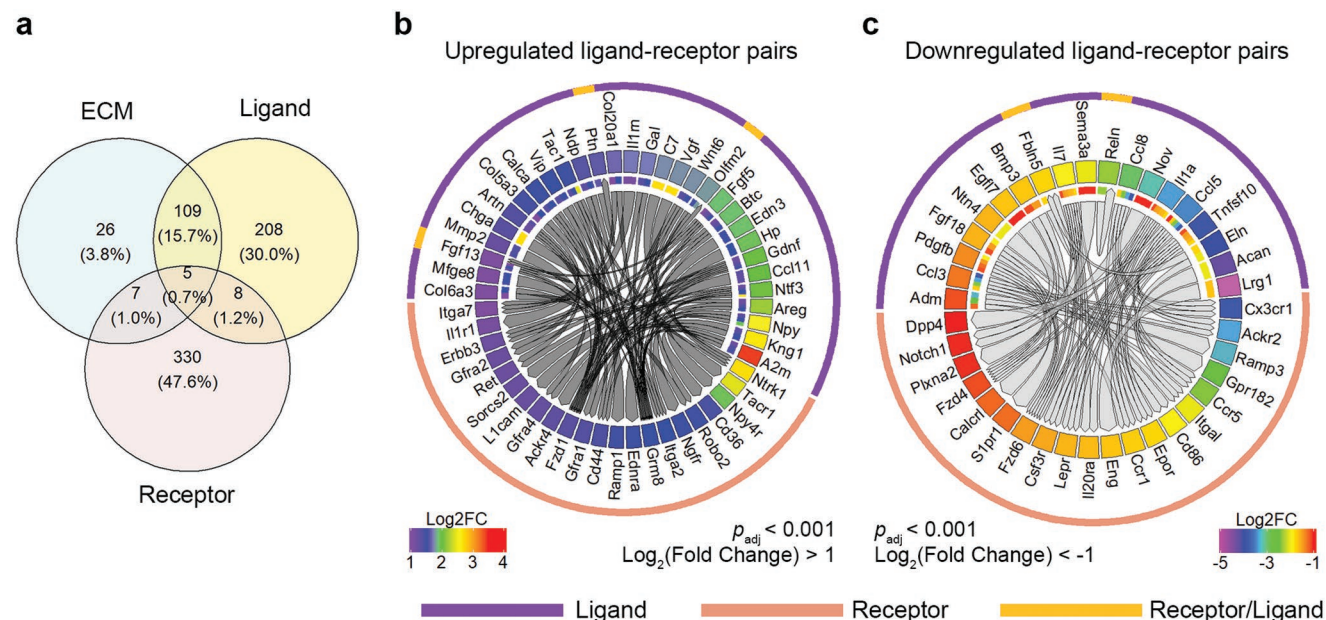 a
ECM
Ligand
26
(3.8%)
109
(15.7%)
208
(30.0%)
5
(0.7%)
7
(1.0%)
8
(1.2%)
330
(47.6%)
Receptor
b
Upregulated ligand-receptor pairs
Col20a1
Il1rn
Gal
C7
Vgf
Wnt6
Olfm2
Fgf5
Btc
Edn3
Hp
Gdnf
Ccl11
Ntf3
Areg
Npy
Kng1
A2m
Ntrk1
Tacr1
Npy4r
Cd36
Robo2
Ngfr
Itga2
Grm8
Ednra
Ramp1
Cd44
Gfra1
Fzd1
Ackr4
Gfra4
L1cam
Sorcs2
Ret
Gfra2
Erbb3
Il1r1
Itga7
Col6a3
Mfge8
Fgf13
Mmp2
Chga
Artn
Col5a3
Calca
Vip
Tac1
Ndp
Ptn
Log2FC
1 2 3 4
p adj < 0.001
Log2(Fold Change) > 1
c
Downregulated ligand-receptor pairs
Sema3a
Reln
Ccl8
Nov
Il1a
Ccl5
Tnfsf10
Eln
Acan
Lrg1
Cx3cr1
Ackr2
Ramp3
Gpr182
Ccr5
Itgal
Cd86
Epor
Ccr1
Eng
Il20ra
Lepr
Csf3r
Fzd6
S1pr1
Calcrl
Fzd4
Plxna2
Notch1
Dpp4
Adm
Ccl3
Pdgfb
Fgf18
Ntn4
Egfl7
Bmp3
Fbln5
Il7
p adj < 0.001
Log2(Fold Change) < -1
Log2FC
-5 -3 -1
Ligand
Receptor
Receptor/Ligand